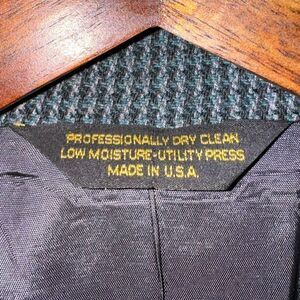 PROFESSIONALLY DRY CLEAN
LOW MOISTURE-UTILITY PRESS
MADE IN U.S.A.